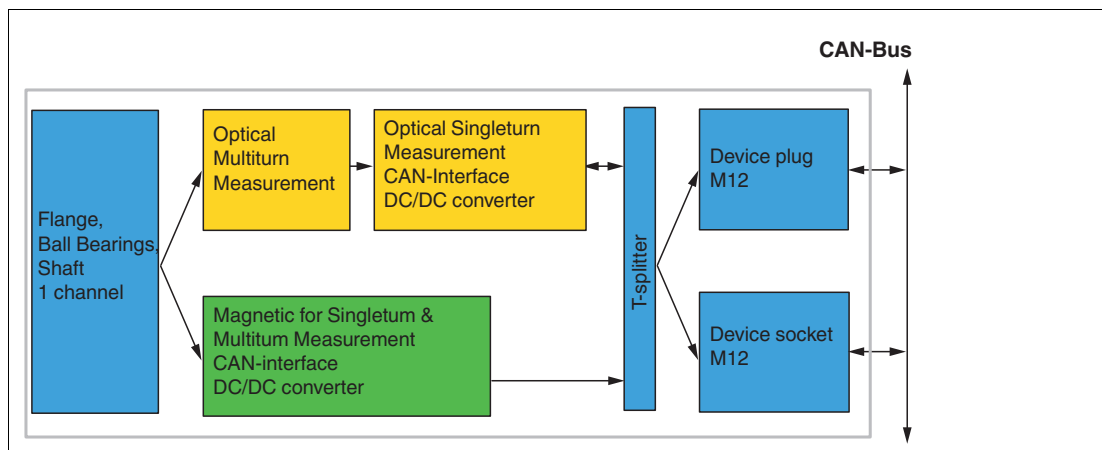 CAN-Bus
Flange,
Ball Bearings,
Shaft
1 channel
Optical
Multiturn
Measurement
Optical Singleturn
Measurement
CAN-Interface
DC/DC converter
Magnetic for Singletum &
Multitum Measurement
CAN-interface
DC/DC converter
T-splitter
Device plug
M12
Device socket
M12